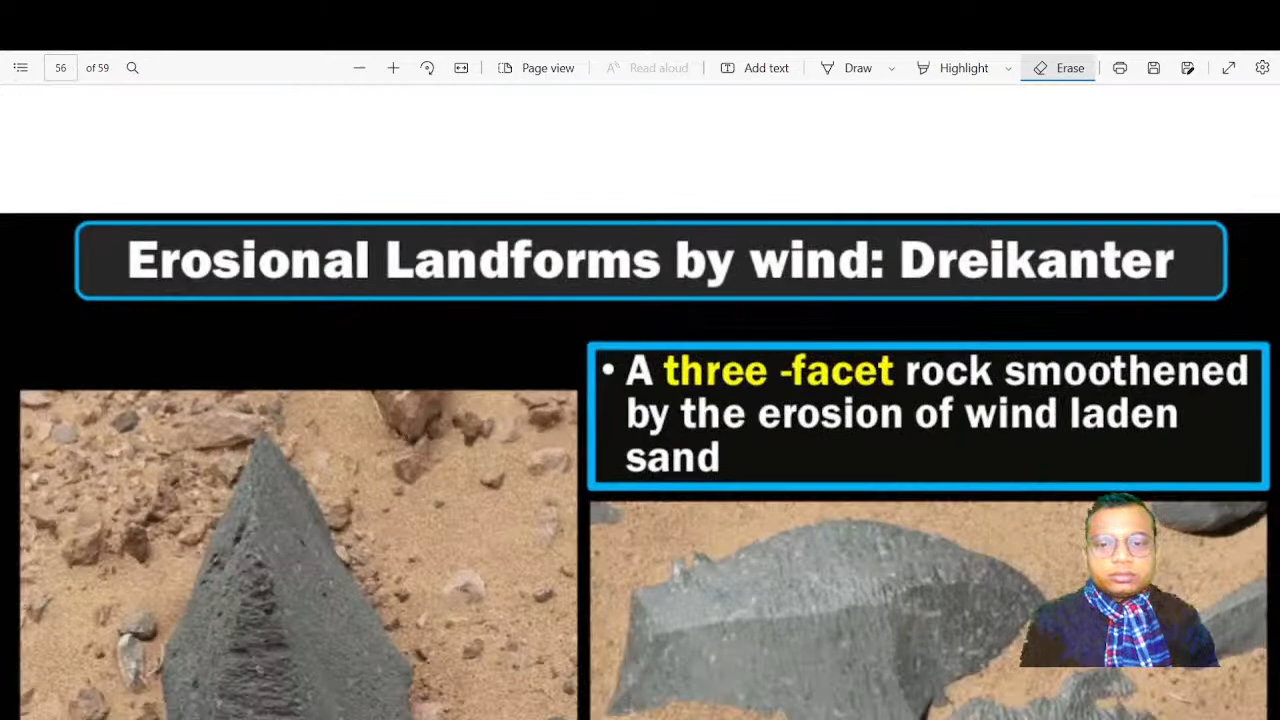 56 of 59 Page view Read aloud Add text Draw Highlight Erase
Erosional Landforms by wind: Dreikanter
• A three -facet rock smoothened
by the erosion of wind laden
sand